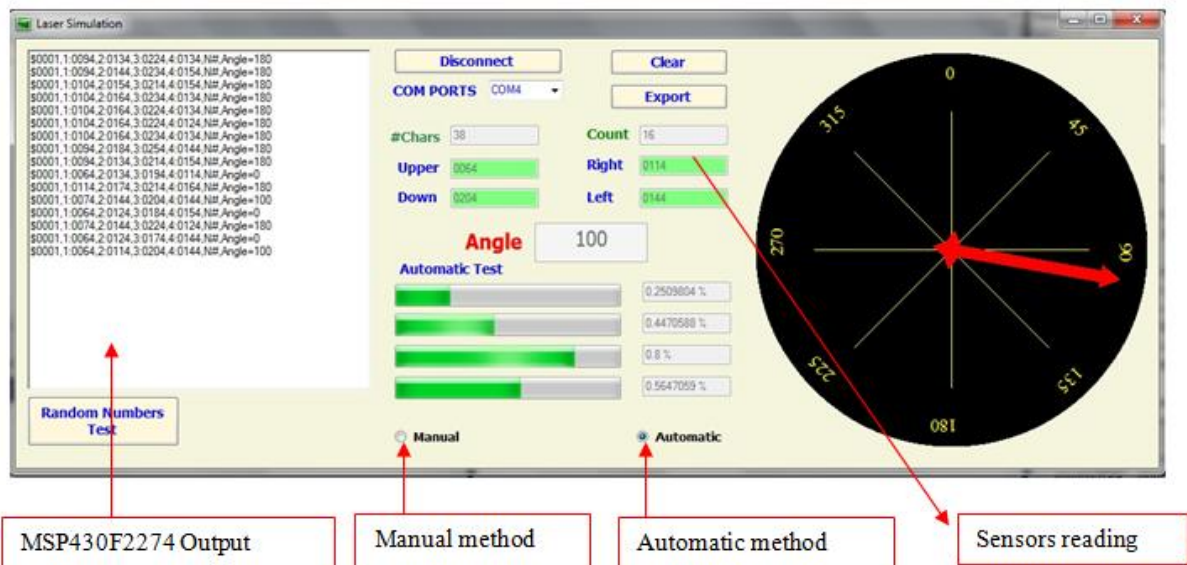 Laser Simulation
$0001,1:0094,2:0134,3:0224,4:0134,N#,Angle=180
$0001,1:0094,2:0144,3:0234,4:0154,N#,Angle=180
$0001,1:0104,2:0154,3:0214,4:0154,N#,Angle=180
$0001,1:0104,2:0164,3:0234,4:0134,N#,Angle=180
$0001,1:0104,2:0164,3:0224,4:0134,N#,Angle=180
$0001,1:0104,2:0164,3:0224,4:0124,N#,Angle=180
$0001,1:0104,2:0164,3:0234,4:0134,N#,Angle=180
$0001,1:0094,2:0184,3:0254,4:0144,N#,Angle=180
$0001,1:0094,2:0134,3:0214,4:0154,N#,Angle=180
$0001,1:0064,2:0134,3:0194,4:0114,N#,Angle=0
$0001,1:0114,2:0174,3:0214,4:0164,N#,Angle=180
$0001,1:0074,2:0144,3:0204,4:0144,N#,Angle=100
$0001,1:0064,2:0124,3:0184,4:0154,N#,Angle=0
$0001,1:0074,2:0144,3:0224,4:0124,N#,Angle=180
$0001,1:0064,2:0124,3:0174,4:0144,N#,Angle=0
$0001,1:0064,2:0114,3:0204,4:0144,N#,Angle=100
Random Numbers
Test
Disconnect
Clear
COM PORTS COM4
Export
#Chars 38
Count 16
Upper 0064
Right 0114
Down 0204
Left 0144
Angle 100
Automatic Test
0.2509804 %
0.4470588 %
0.8 %
0.5647059 %
Manual
Automatic
0
45
90
135
180
225
270
315
MSP430F2274 Output
Manual method
Automatic method
Sensors reading